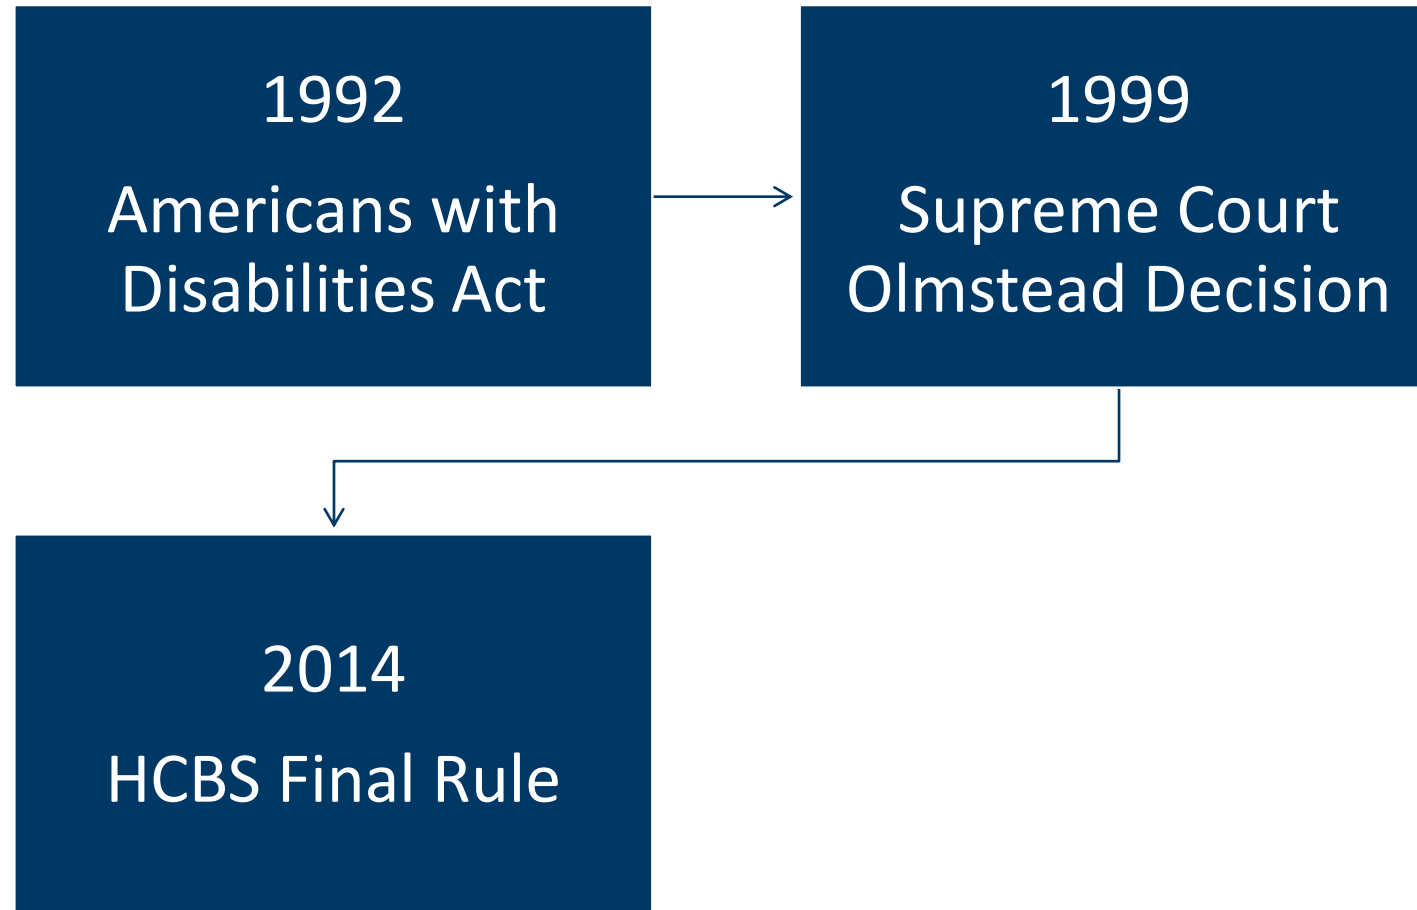 1992
Americans with
Disabilities Act
1999
Supreme Court
Olmstead Decision
2014
HCBS Final Rule